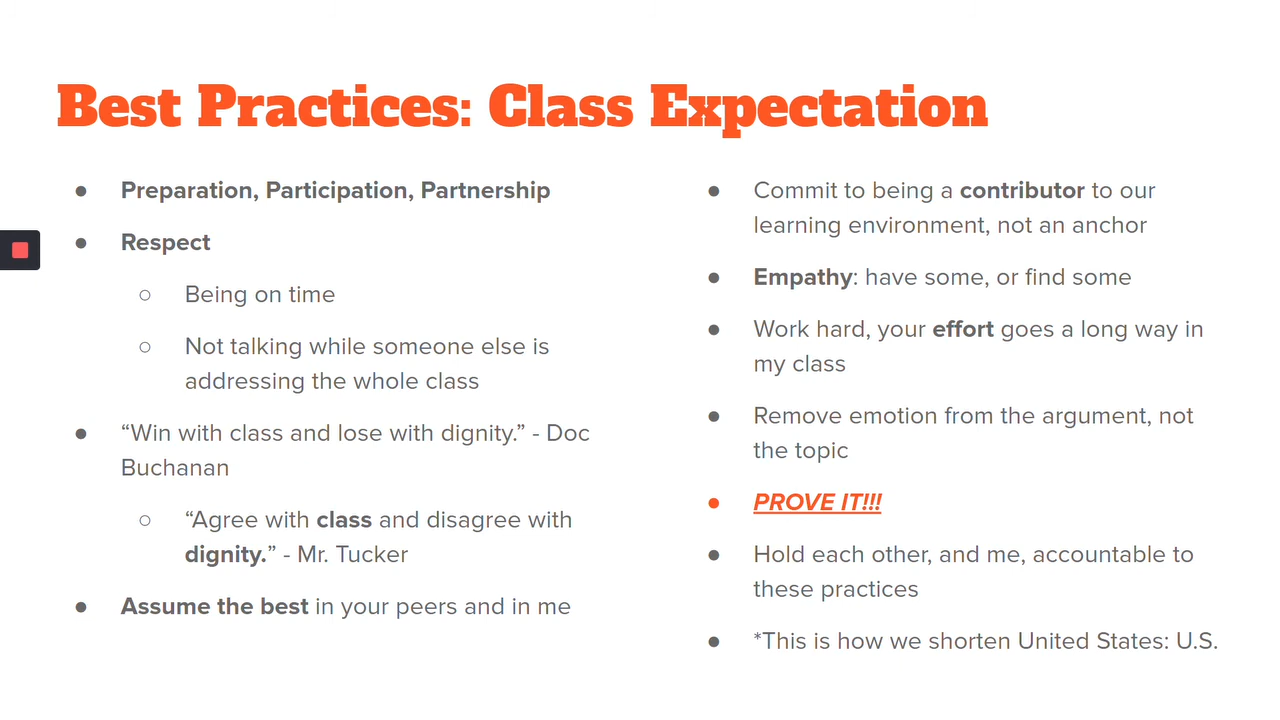 Best Practices: Class Expectation
● Preparation, Participation, Partnership
● Respect
○ Being on time
○ Not talking while someone else is
addressing the whole class
● “Win with class and lose with dignity.” - Doc
Buchanan
○ “Agree with class and disagree with
dignity.” - Mr. Tucker
● Assume the best in your peers and in me
● Commit to being a contributor to our
learning environment, not an anchor
● Empathy: have some, or find some
● Work hard, your effort goes a long way in
my class
● Remove emotion from the argument, not
the topic
● PROVE IT!!!
● Hold each other, and me, accountable to
these practices
● *This is how we shorten United States: U.S.